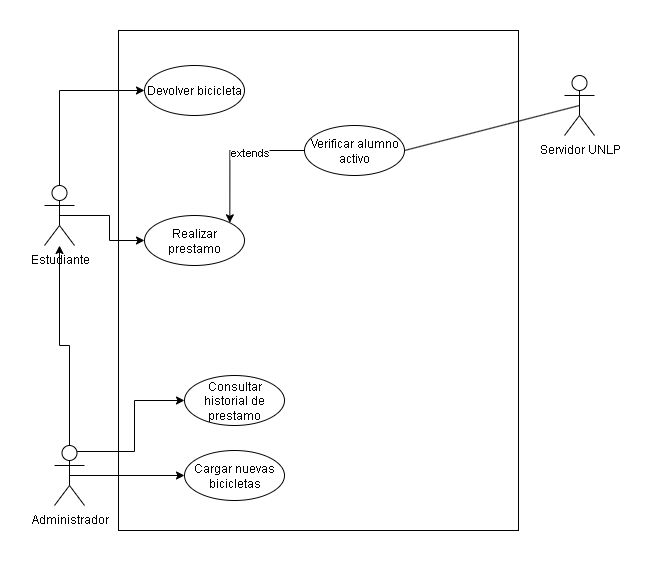 Devolver bicicleta
Verificar alumno
activo
Servidor UNLP
extends
Realizar
prestamo
Estudiante
Consultar
historial de
prestamo
Cargar nuevas
bicicletas
Administrador